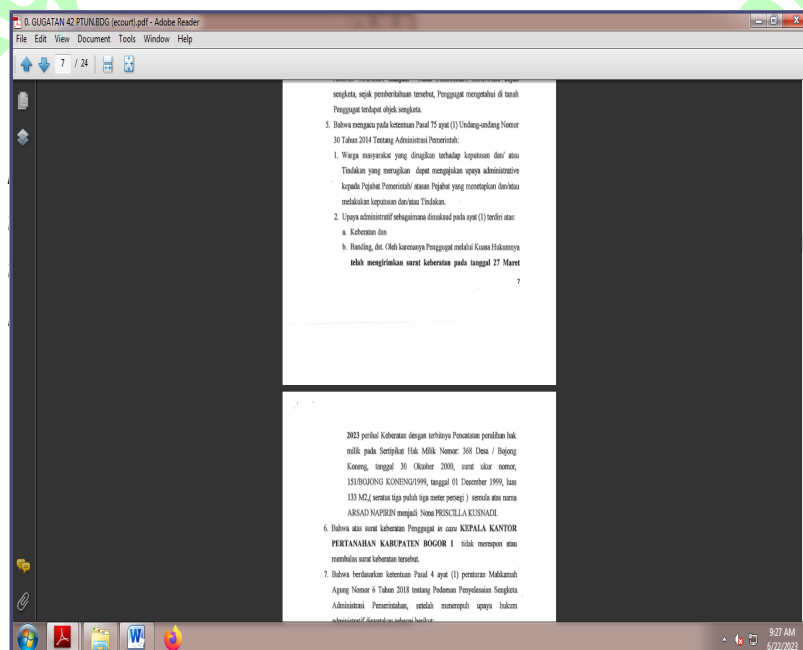 0. GUGATAN 42 PTUN.BDG (ecourt).pdf - Adobe Reader
File Edit View Document Tools Window Help
7 / 24
sengketa, sejak pemberitahuan tersebut, Penggugat mengetahui di tanah
Penggugat terdapat objek sengketa.
5. Bahwa mengacu pada ketentuan Pasal 75 ayat (1) Undang-undang Nomor
30 Tahun 2014 Tentang Administrasi Pemerintah:
1. Warga masyarakat yang dirugikan terhadap keputusan dan/ atau
Tindakan yang merugikan dapat mengajukan upaya administrative
kepada Pejabat Pemerintah/ atasan Pejabat yang menetapkan dan/atau
melakukan keputusan dan/atau Tindakan.
2. Upaya administratif sebagaimana dimaksud pada ayat (1) terdiri atas:
a. Keberatan dan
b. Banding, dst. Oleh karenanya Penggugat melalui Kuasa Hukumnya
telah mengirimkan surat keberatan pada tanggal 27 Maret
7
2023 perihal Keberatan dengan terbitnya Pencatatan peralihan hak
milik pada Sertipikat Hak Milik Nomor: 368 Desa / Bojong
Koneng, tanggal 30 Oktober 2000, surat ukur nomor,
151/BOJONG KONENG/1999, tanggal 01 Desember 1999, luas
133 M2,( seratus tiga puluh tiga meter persegi ) semula atas nama
ARSAD NAPIRIN menjadi Nona PRISCILLA KUSNADI.
6. Bahwa atas surat keberatan Penggugat in casu KEPALA KANTOR
PERTANAHAN KABUPATEN BOGOR I tidak merespon atau
membalas surat keberatan tersebut.
7. Bahwa berdasarkan ketentuan Pasal 4 ayat (1) peraturan Mahkamah
Agung Nomor 6 Tahun 2018 tentang Pedoman Penyelesaian Sengketa
Administrasi Pemerintahan, setelah menempuh upaya hukum
administratif dinyatakan sebagai berikut:
9:27 AM
6/22/2023